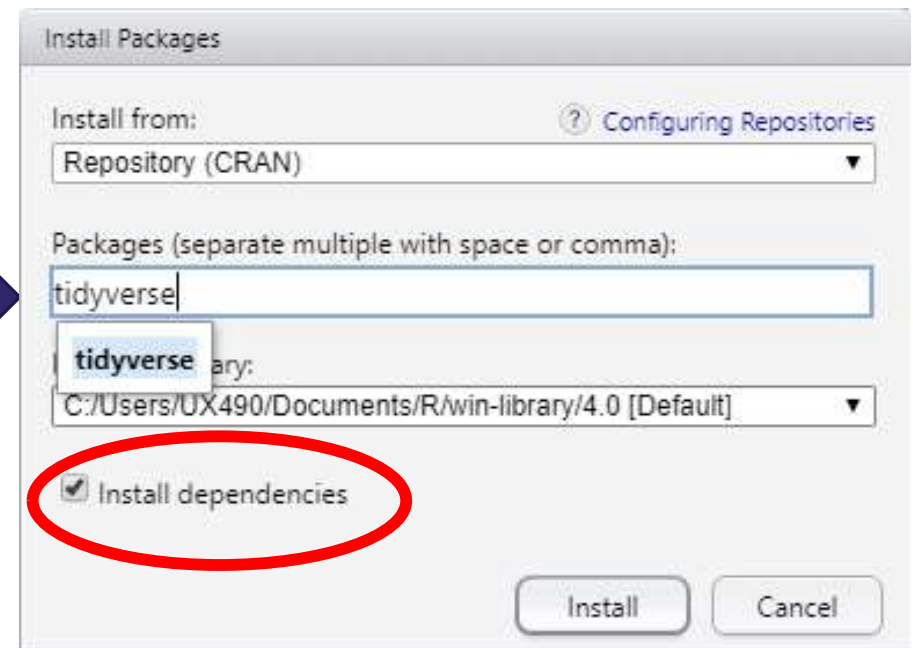 Install Packages
Install from:
? Configuring Repositories
Repository (CRAN)
Packages (separate multiple with space or comma):
tidyverse
tidyverse
ary:
C:/Users/UX490/Documents/R/win-library/4.0 [Default]
Install dependencies
Install
Cancel